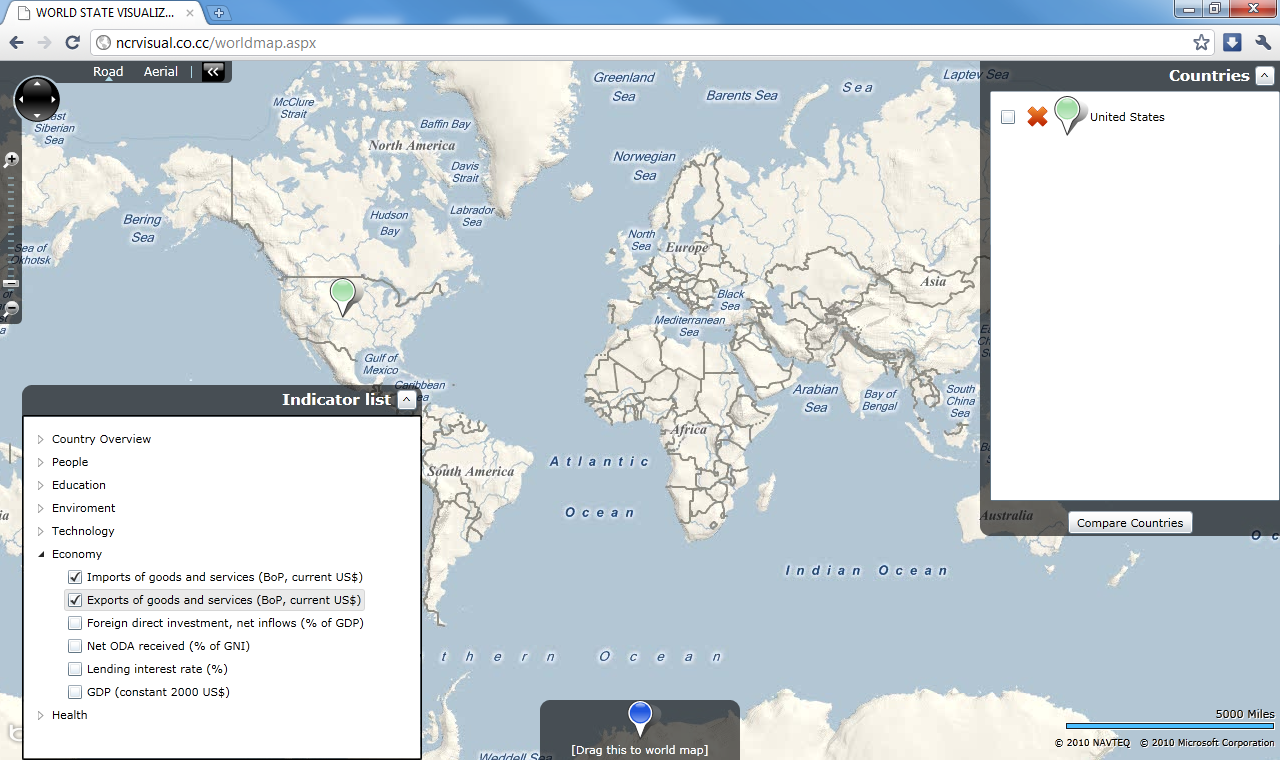 WORLD STATE VISUALIZ...
ncrvisual.co.cc/worldmap.aspx
Road Aerial |
Greenland Sea
Barents Sea
Sea
Laptev Sea
Countries
McClure Strait
Siberian Sea
Baffin Bay
North America
Davis Strait
Norwegian Sea
United States
Bering Sea
Hudson Bay
Labrador Sea
North Sea
Europe
Sea of Okhotsk
Asia
Black Sea
Mediterranean Sea
Gulf of Mexico
Caribbean
Arabian Sea
Bay of Bengal
South China Sea
Africa
South America
Atlantic Ocean
Australia
Compare Countries
Indian Ocean
thern Ocean
Indicator list
Country Overview
People
Education
Enviroment
Technology
Economy
Imports of goods and services (BoP, current US$)
Exports of goods and services (BoP, current US$)
Foreign direct investment, net inflows (% of GDP)
Net ODA received (% of GNI)
Lending interest rate (%)
GDP (constant 2000 US$)
Health
Weddell Sea
[Drag this to world map]
5000 Miles
© 2010 NAVTEQ © 2010 Microsoft Corporation